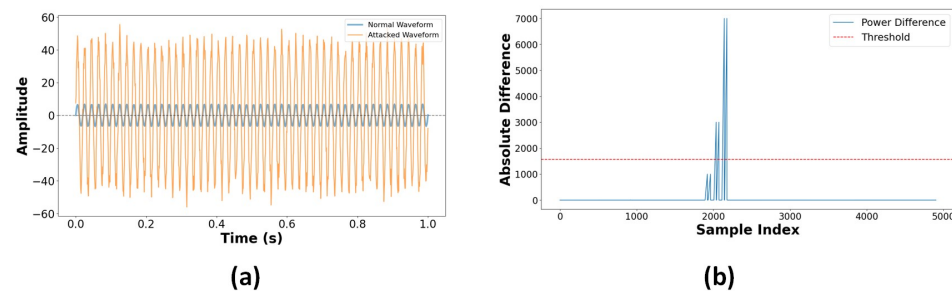 60
40
20
0
−20
−40
−60
Amplitude
Normal Waveform
Attacked Waveform
0.0 0.2 0.4 0.6 0.8 1.0
Time (s)
(a)
7000
6000
5000
4000
3000
2000
1000
0
Absolute Difference
Power Difference
Threshold
0 1000 2000 3000 4000 5000
Sample Index
(b)